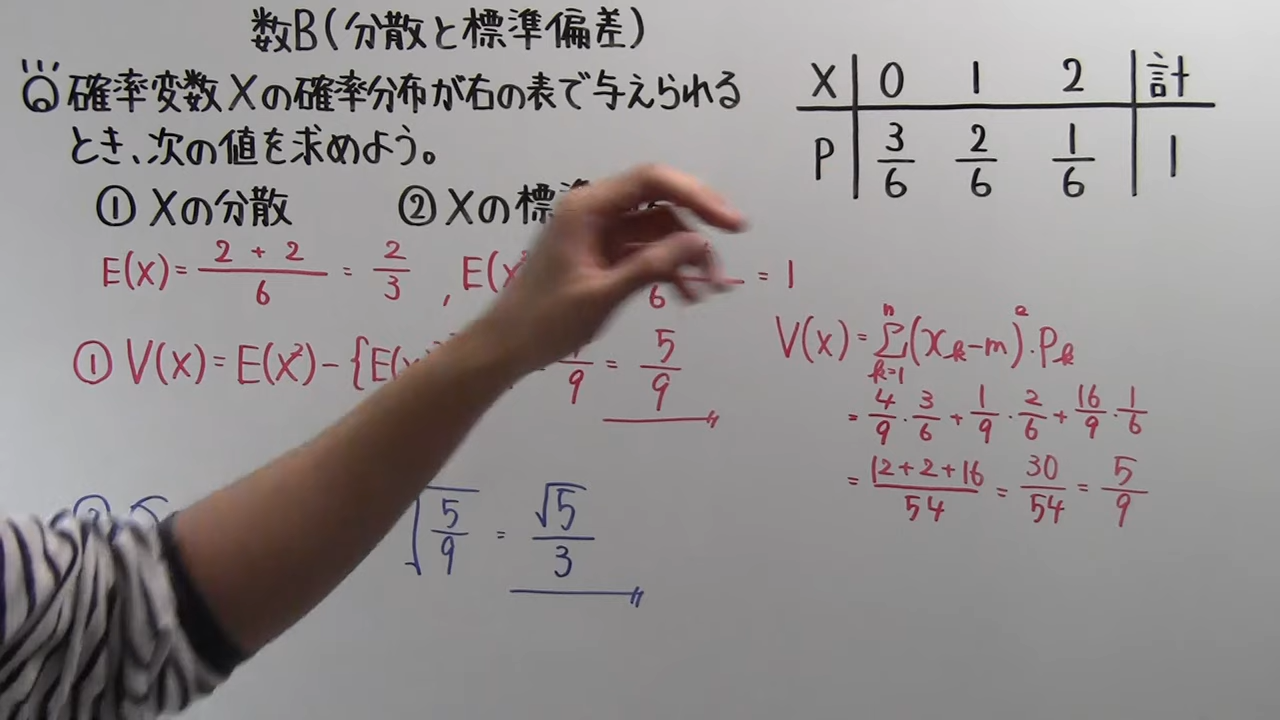 数B(分散と標準偏差)
Q 確率変数Xの確率分布が右の表で与えられる
とき、次の値を求めよう。
① Xの分散 ② Xの標準
X 0 1 2 計
P 3/6 2/6 1/6 1
E(X) = (2 + 2)/6 = 2/3 , E(X² /6 = 1
① V(X) = E(X²) - {E(X /9 = 5/9
√(5/9) = √5/3
V(X) = Σ_{k=1}^{n} (x_k - m)² · P_k
= 4/9 · 3/6 + 1/9 · 2/6 + 16/9 · 1/6
= (12+2+16)/54 = 30/54 = 5/9